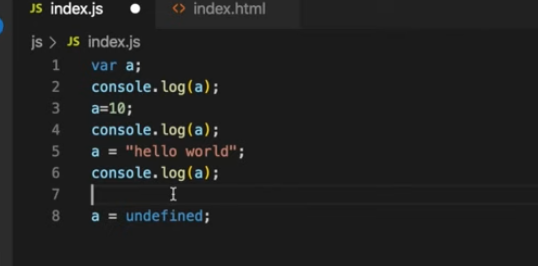 JS index.js ● <> index.html
js > JS index.js
1 var a;
2 console.log(a);
3 a=10;
4 console.log(a);
5 a = "hello world";
6 console.log(a);
7
8 a = undefined;